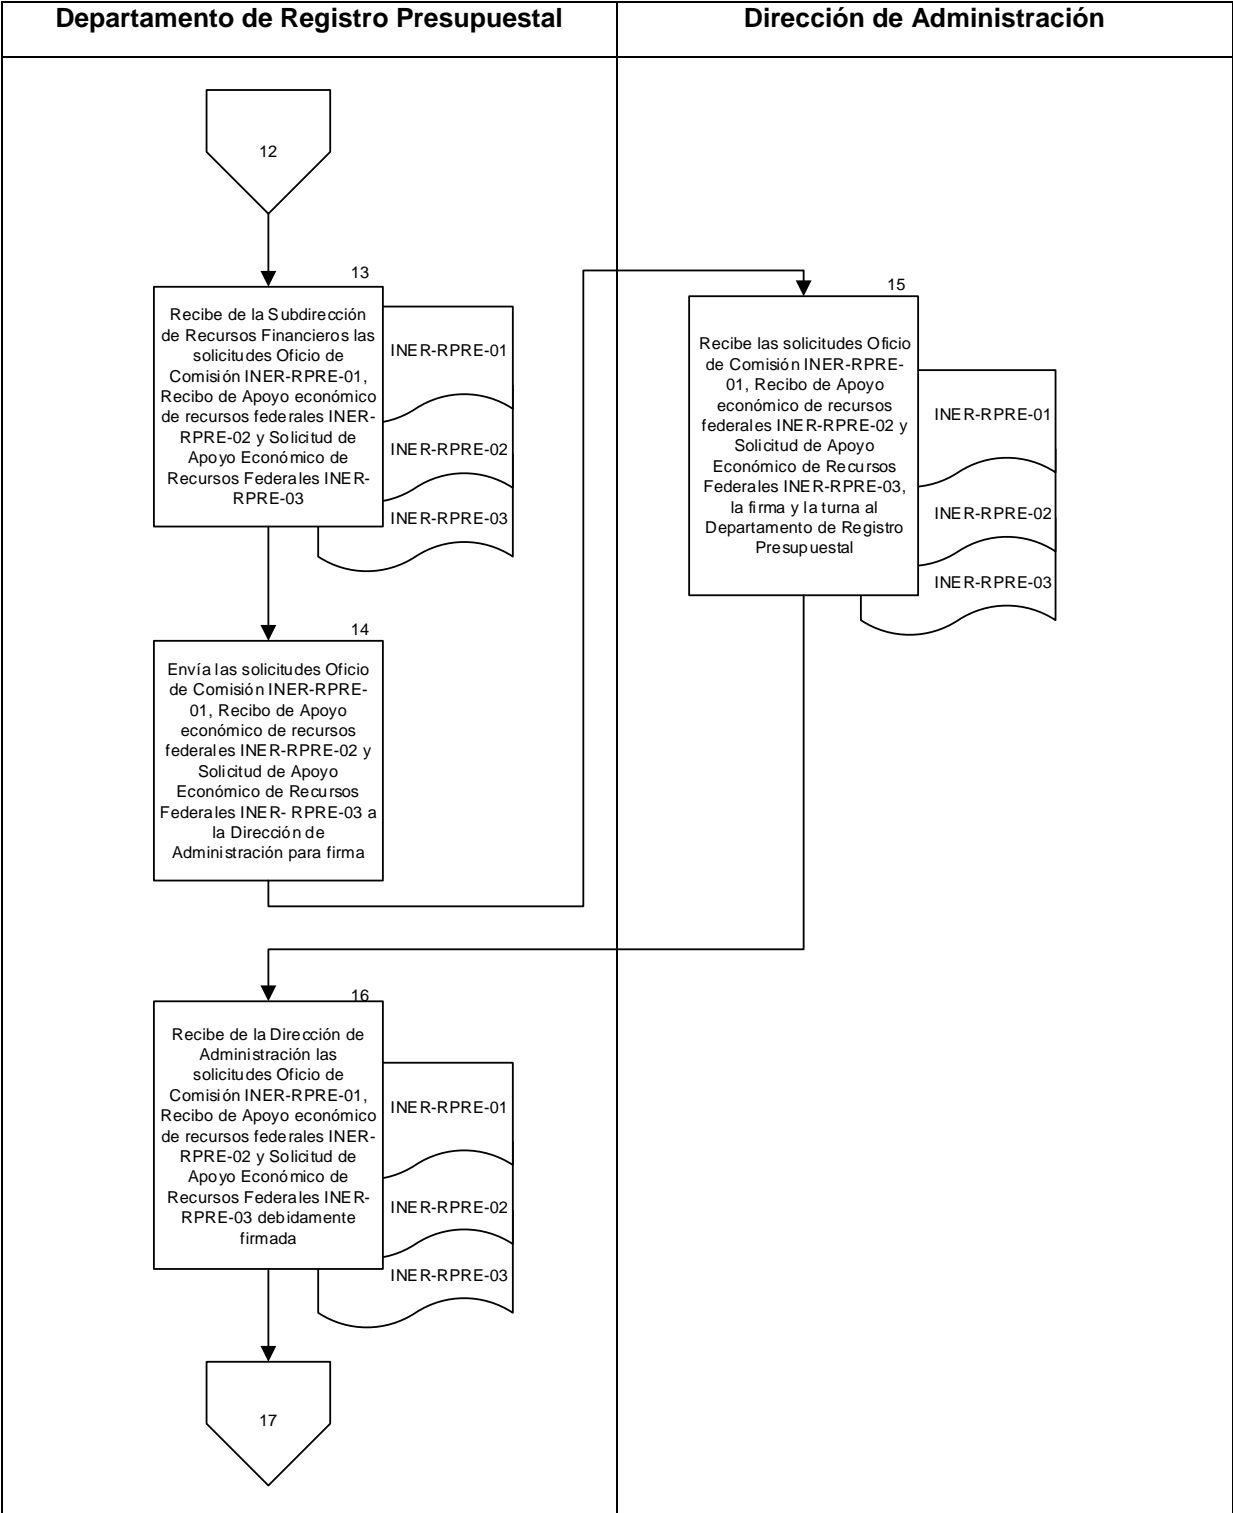 Departamento de Registro Presupuestal
Dirección de Administración
12
13
Recibe de la Subdirección
de Recursos Financieros las
solicitudes Oficio de
Comisión INER-RPRE-01,
Recibo de Apoyo económico
de recursos federales INER-
RPRE-02 y Solicitud de
Apoyo Económico de
Recursos Federales INER-
RPRE-03
INER-RPRE-01
INER-RPRE-02
INER-RPRE-03
14
Envía las solicitudes Oficio
de Comisión INER-RPRE-
01, Recibo de Apoyo
económico de recursos
federales INER-RPRE-02 y
Solicitud de Apoyo
Económico de Recursos
Federales INER- RPRE-03 a
la Dirección de
Administración para firma
15
Recibe las solicitudes Oficio
de Comisión INER-RPRE-
01, Recibo de Apoyo
económico de recursos
federales INER-RPRE-02 y
Solicitud de Apoyo
Económico de Recursos
Federales INER-RPRE-03,
la firma y la turna al
Departamento de Registro
Presupuestal
INER-RPRE-01
INER-RPRE-02
INER-RPRE-03
16
Recibe de la Dirección de
Administración las
solicitudes Oficio de
Comisión INER-RPRE-01,
Recibo de Apoyo económico
de recursos federales INER-
RPRE-02 y Solicitud de
Apoyo Económico de
Recursos Federales INER-
RPRE-03 debidamente
firmada
INER-RPRE-01
INER-RPRE-02
INER-RPRE-03
17